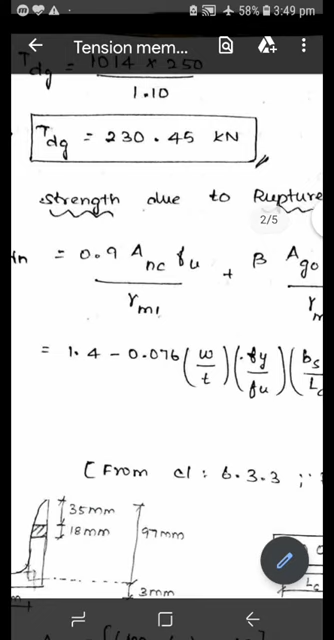 58% 3:49 pm
Tension mem...
Tdg = 1014 × 250
1.10
Tdg = 230.45 kN
strength due to Rupture
2/5
= 0.9 Anc fu + β Ago
γm1
= 1.4 - 0.076 (w/t) (fy/fu) (bs/
[From cl: 6.3.3
35mm
18mm
97mm
3mm